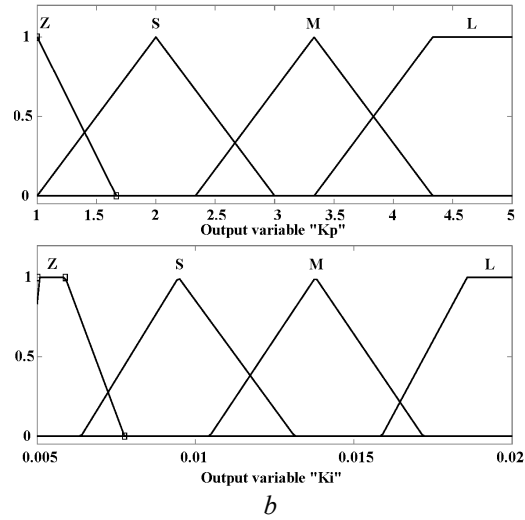 Z S M L
1
0.5
0
1 1.5 2 2.5 3 3.5 4 4.5 5
Output variable "Kp"
Z S M L
1
0.5
0
0.005 0.01 0.015 0.02
Output variable "Ki"
b